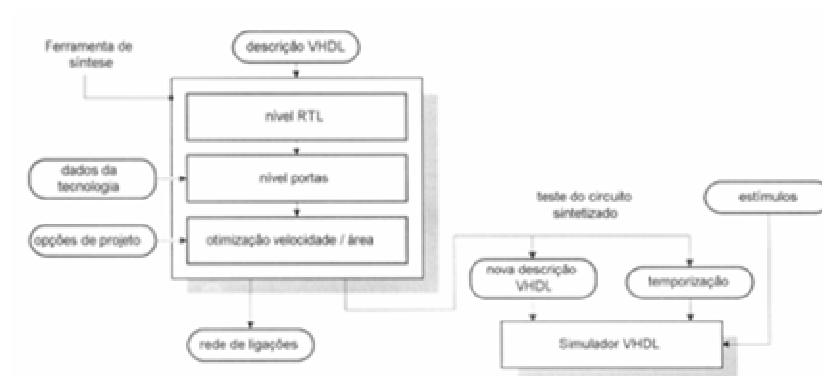 Ferramenta de
síntese
descrição VHDL
nível RTL
dados da
tecnologia
nível portas
opções de projeto
otimização velocidade / área
teste do circuito
sintetizado
estímulos
nova descrição
VHDL
temporização
rede de ligações
Simulador VHDL